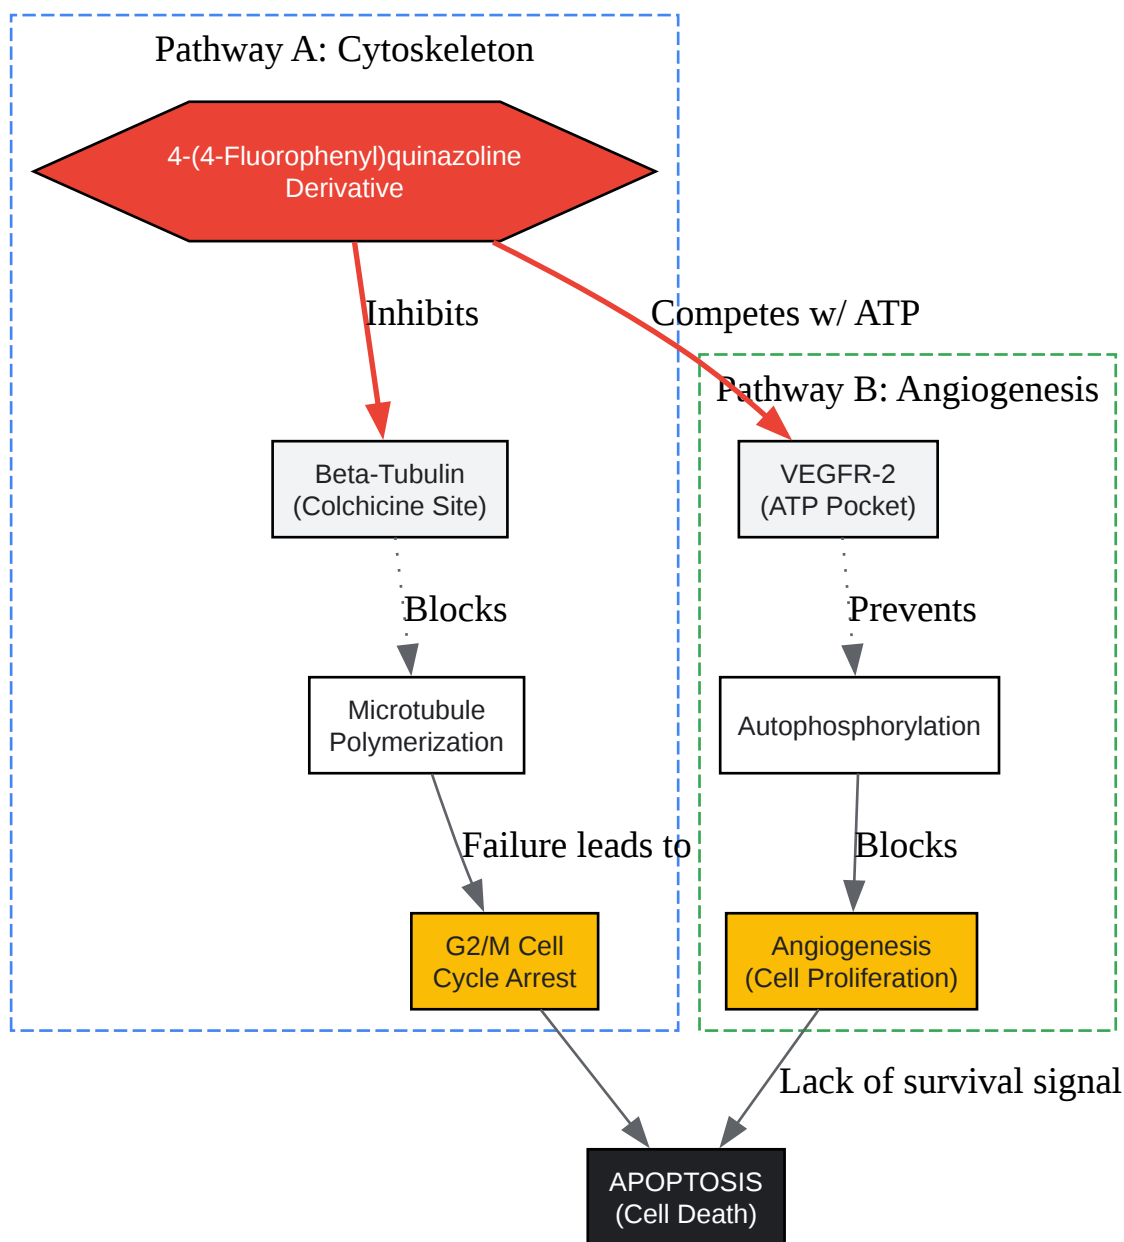 Pathway A: Cytoskeleton
4-(4-Fluorophenyl)quinazoline
Derivative
Inhibits
Competes w/ ATP
Pathway B: Angiogenesis
Beta-Tubulin
(Colchicine Site)
VEGFR-2
(ATP Pocket)
Blocks
Prevents
Microtubule
Polymerization
Autophosphorylation
Failure leads to
Blocks
G2/M Cell
Cycle Arrest
Angiogenesis
(Cell Proliferation)
Lack of survival signal
APOPTOSIS
(Cell Death)